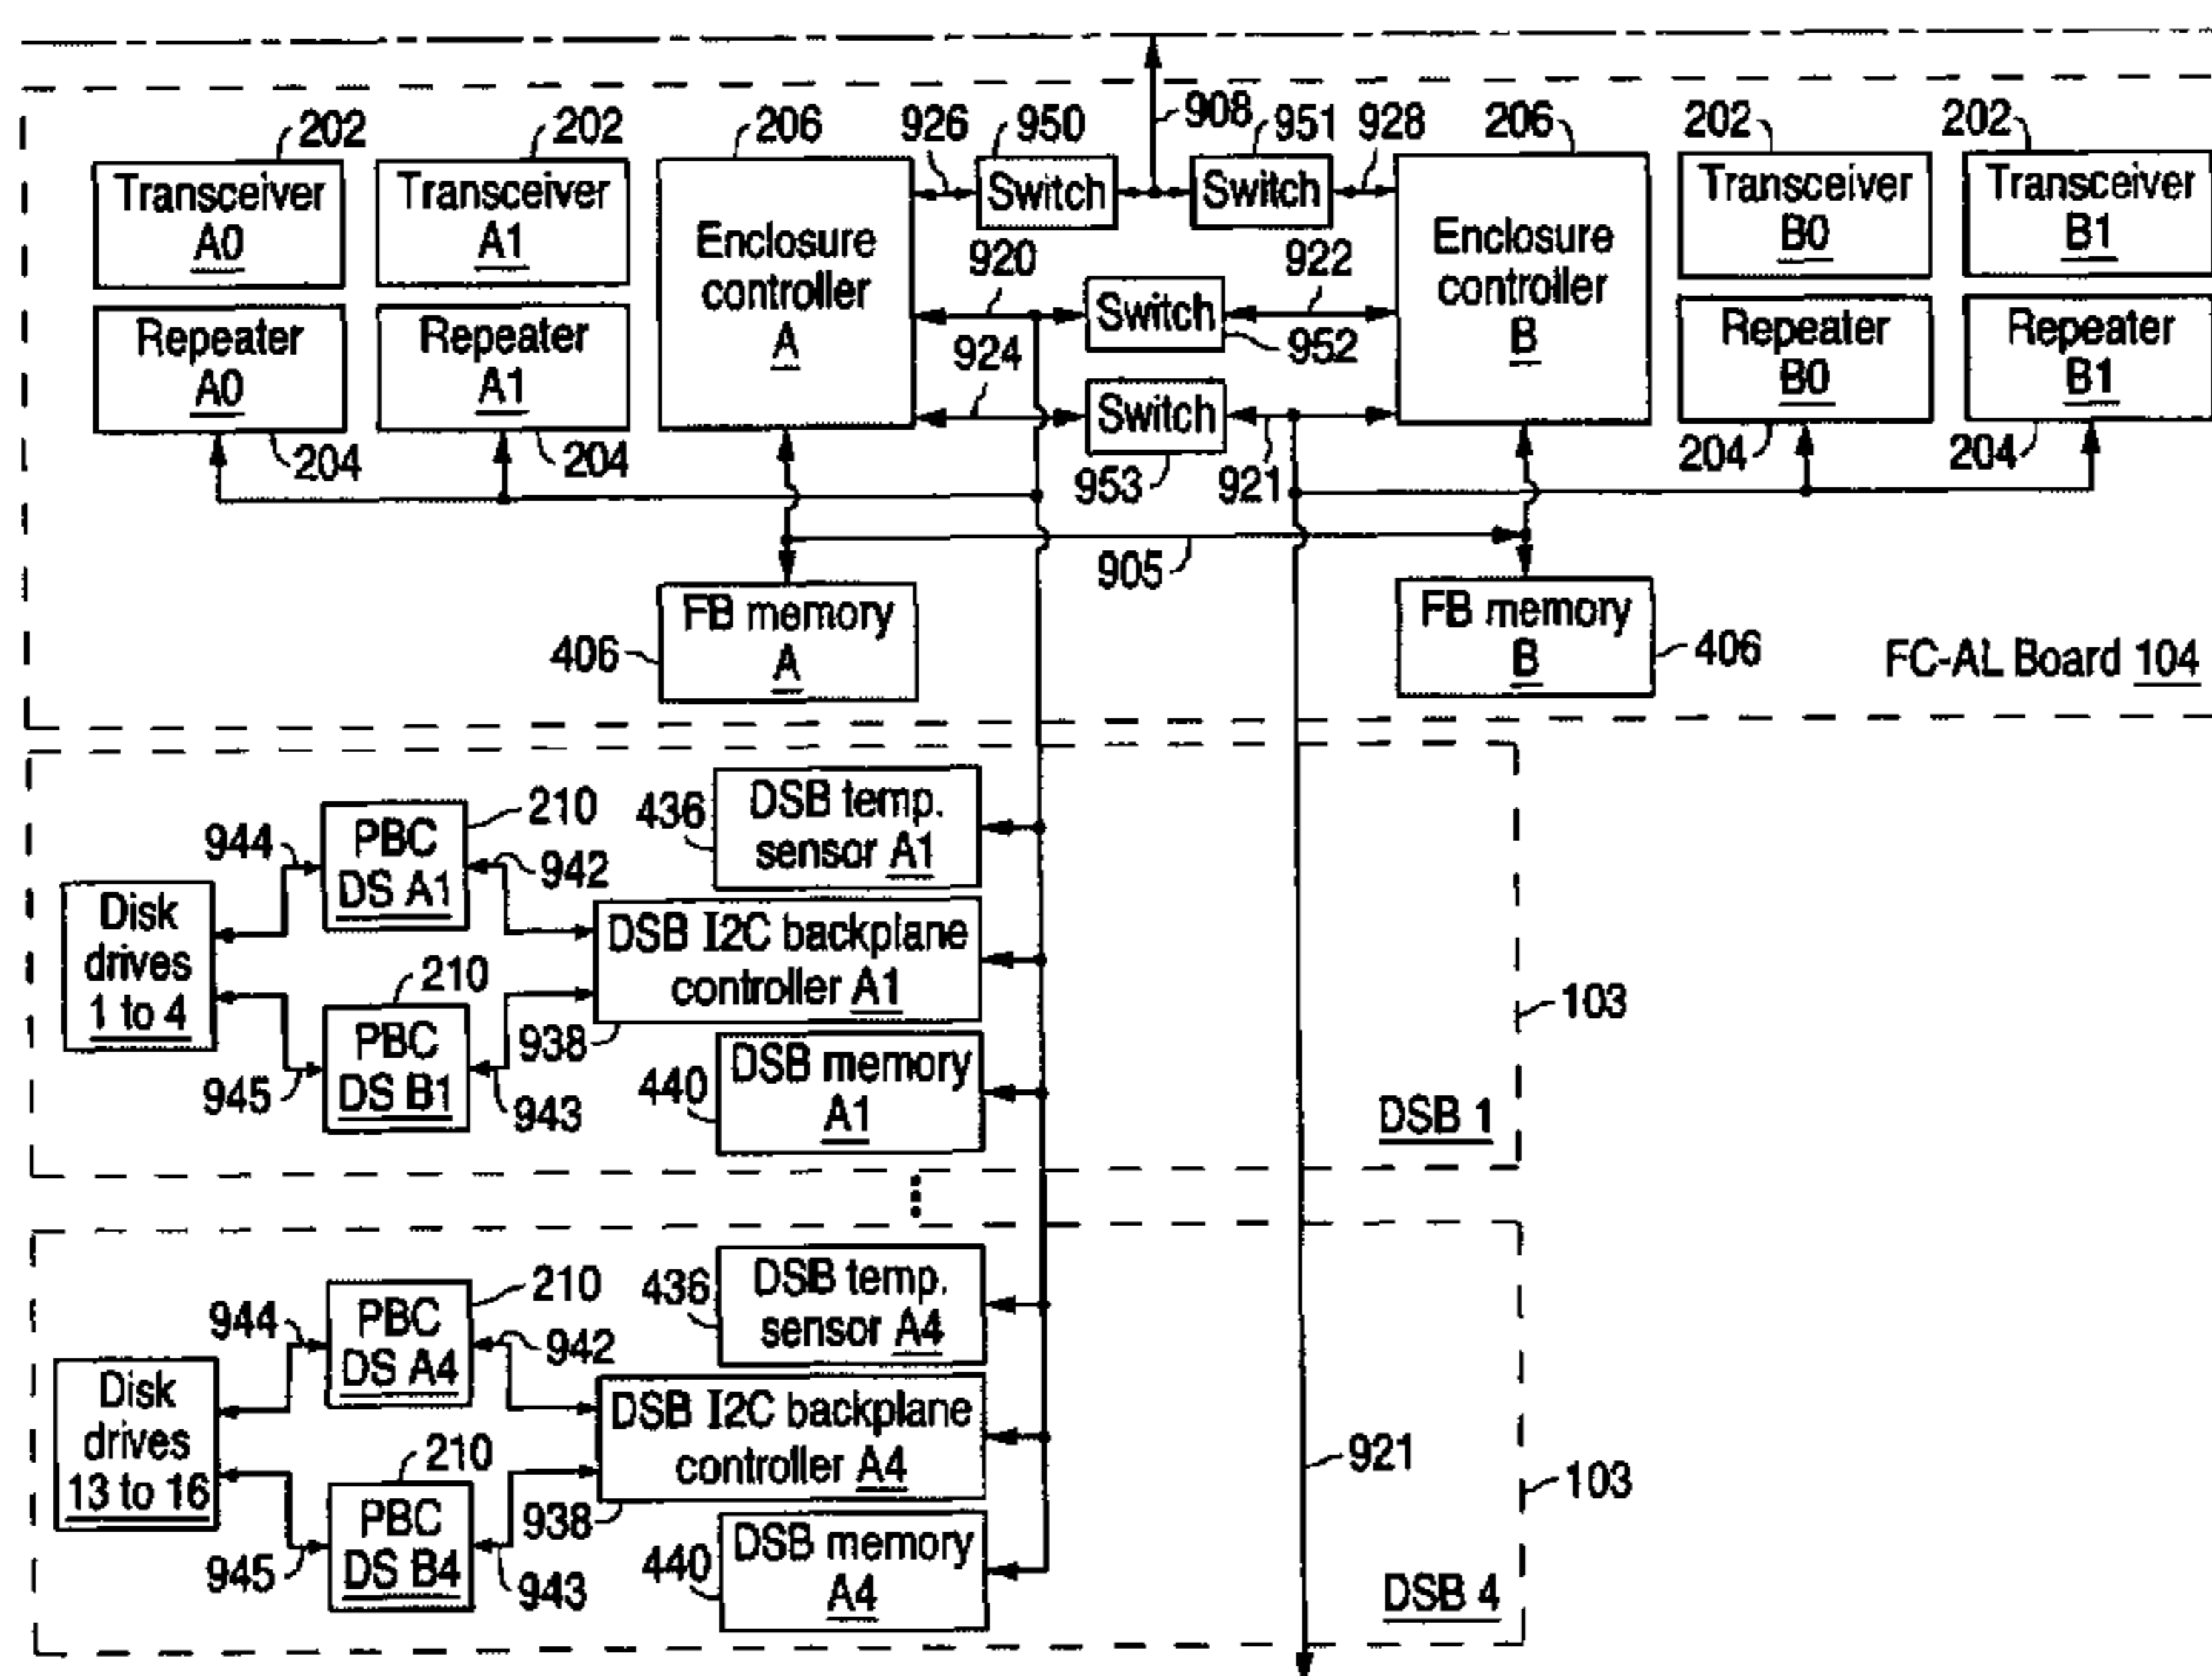 202
202
206
926
950
908
951
928
206
202
202
Transceiver
A0
Transceiver
A1
Enclosure
controller
A
Switch
Switch
Enclosure
controller
B
Transceiver
B0
Transceiver
B1
920
922
Repeater
A0
Repeater
A1
Switch
952
Repeater
B0
Repeater
B1
924
Switch
204
204
953
921
204
204
905
FB memory
A
406
FB memory
B
406
FC-AL Board 104
944
PBC
DS A1
210
942
436
DSB temp.
sensor A1
Disk
drives
1 to 4
DSB I2C backplane
controller A1
210
PBC
DS B1
938
103
945
943
440
DSB memory
A1
DSB 1
944
PBC
DS A4
210
942
436
DSB temp.
sensor A4
Disk
drives
13 to 16
DSB I2C backplane
controller A4
210
921
PBC
DS B4
938
103
945
943
440
DSB memory
A4
DSB 4